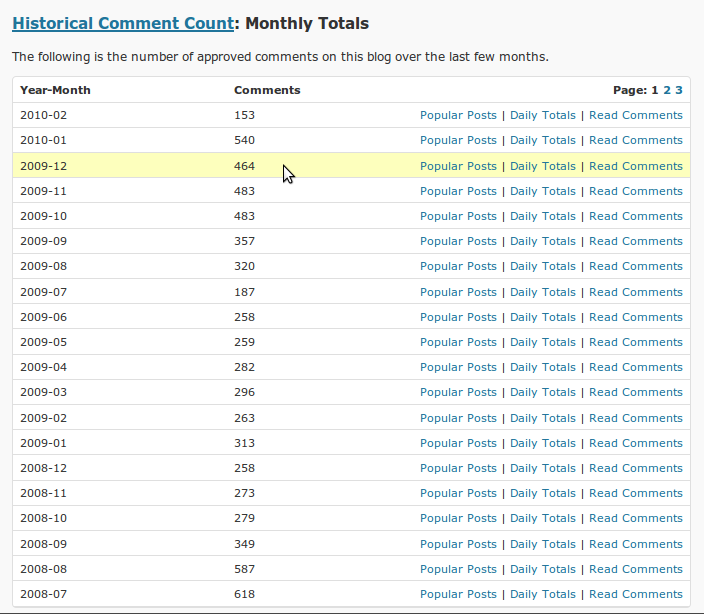 Historical Comment Count: Monthly Totals
The following is the number of approved comments on this blog over the last few months.
Year-Month Comments Page: 1 2 3
2010-02 153 Popular Posts | Daily Totals | Read Comments
2010-01 540 Popular Posts | Daily Totals | Read Comments
2009-12 464 Popular Posts | Daily Totals | Read Comments
2009-11 483 Popular Posts | Daily Totals | Read Comments
2009-10 483 Popular Posts | Daily Totals | Read Comments
2009-09 357 Popular Posts | Daily Totals | Read Comments
2009-08 320 Popular Posts | Daily Totals | Read Comments
2009-07 187 Popular Posts | Daily Totals | Read Comments
2009-06 258 Popular Posts | Daily Totals | Read Comments
2009-05 259 Popular Posts | Daily Totals | Read Comments
2009-04 282 Popular Posts | Daily Totals | Read Comments
2009-03 296 Popular Posts | Daily Totals | Read Comments
2009-02 263 Popular Posts | Daily Totals | Read Comments
2009-01 313 Popular Posts | Daily Totals | Read Comments
2008-12 258 Popular Posts | Daily Totals | Read Comments
2008-11 273 Popular Posts | Daily Totals | Read Comments
2008-10 279 Popular Posts | Daily Totals | Read Comments
2008-09 349 Popular Posts | Daily Totals | Read Comments
2008-08 587 Popular Posts | Daily Totals | Read Comments
2008-07 618 Popular Posts | Daily Totals | Read Comments